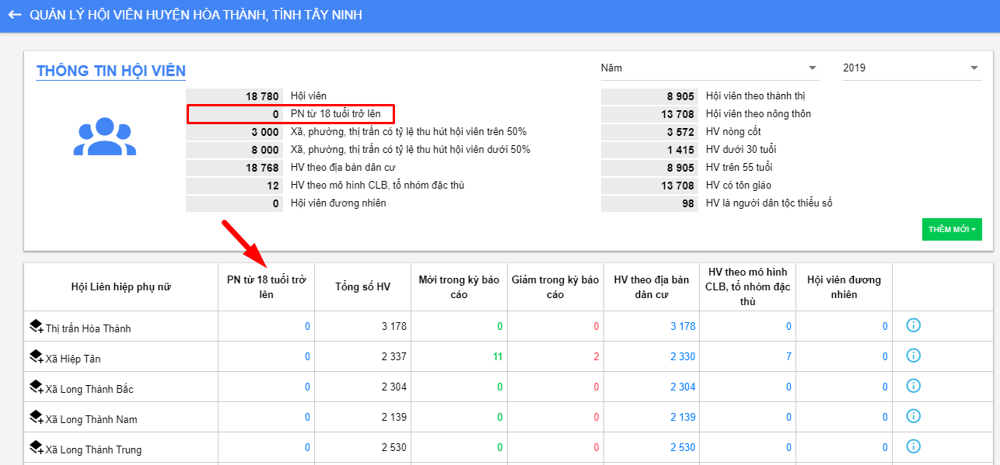 QUẢN LÝ HỘI VIÊN HUYỆN HÒA THÀNH, TỈNH TÂY NINH
THÔNG TIN HỘI VIÊN
Năm
2019
18 780 Hội viên
0 PN từ 18 tuổi trở lên
3 000 Xã, phường, thị trấn có tỷ lệ thu hút hội viên trên 50%
8 000 Xã, phường, thị trấn có tỷ lệ thu hút hội viên dưới 50%
18 768 HV theo địa bàn dân cư
12 HV theo mô hình CLB, tổ nhóm đặc thù
0 Hội viên đương nhiên
8 905 Hội viên theo thành thị
13 708 Hội viên theo nông thôn
3 572 HV nòng cốt
1 415 HV dưới 30 tuổi
8 905 HV trên 55 tuổi
13 708 HV có tôn giáo
98 HV là người dân tộc thiểu số
THÊM MỚI
Hội Liên hiệp phụ nữ
PN từ 18 tuổi trở
lên
Tổng số HV
Mới trong kỳ báo
cáo
Giảm trong kỳ báo
cáo
HV theo địa bàn
dân cư
HV theo mô hình
CLB, tổ nhóm đặc
thù
Hội viên đương
nhiên
Thị trấn Hòa Thành 0 3 178 0 0 3 178 0 0
Xã Hiệp Tân 0 2 337 11 2 2 330 7 0
Xã Long Thành Bắc 0 2 304 0 0 2 304 0 0
Xã Long Thành Nam 0 2 139 0 0 2 139 0 0
Xã Long Thành Trung 0 2 530 0 0 2 530 0 0